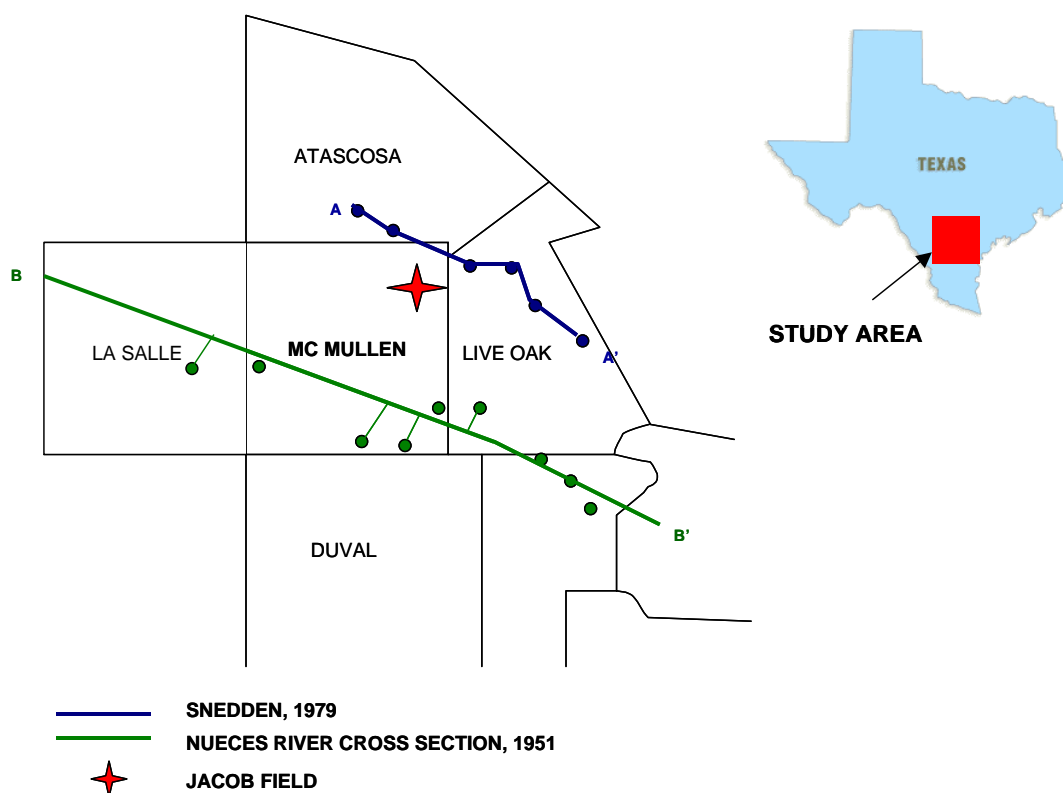 ATASCOSA
TEXAS
A
B
STUDY AREA
LA SALLE
MC MULLEN
LIVE OAK
A'
B'
DUVAL
SNEDDEN, 1979
NUECES RIVER CROSS SECTION, 1951
JACOB FIELD